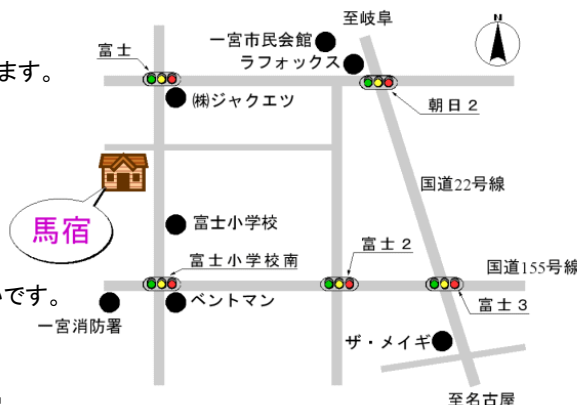 至岐阜
一宮市民会館
富士
ラフォックス
ます。
㈱ジャクエツ
朝日２
国道22号線
馬宿
富士小学校
富士２
富士小学校南
国道155号線
いです。
ベントマン
富士３
一宮消防署
ザ・メイギ
至名古屋